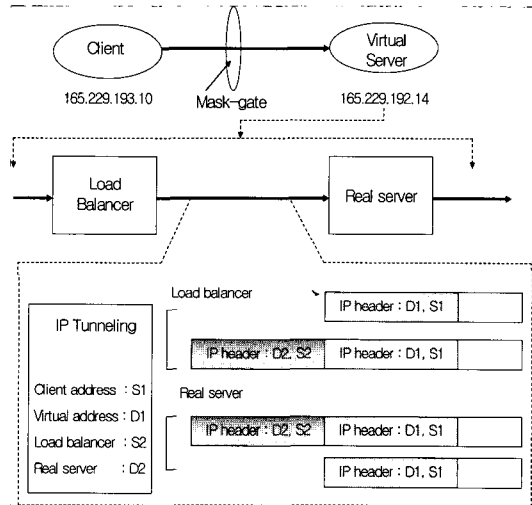 Client
Virtual
Server
165.229.193.10
Mask-gate
165.229.192.14
Load
Balancer
Real server
IP Tunneling
Client address : S1
Virtual address : D1
Load balancer : S2
Real server : D2
Load balancer
IP header : D1, S1
IP header : D2, S2
IP header : D1, S1
Real server
IP header : D2, S2
IP header : D1, S1
IP header : D1, S1